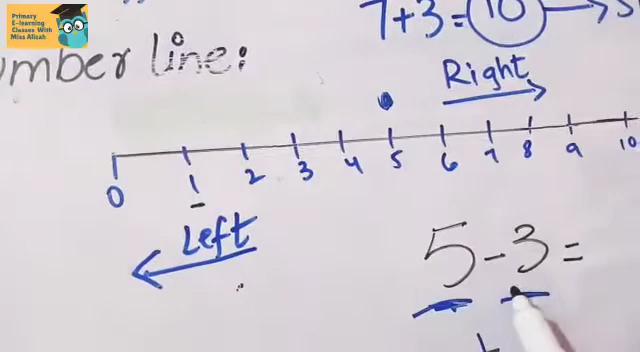 Primary
E-learning
Classes With
Miss Alisah
7+3=10
number line:
Right
0 1 2 3 4 5 6 7 8 9 10
Left
5-3=